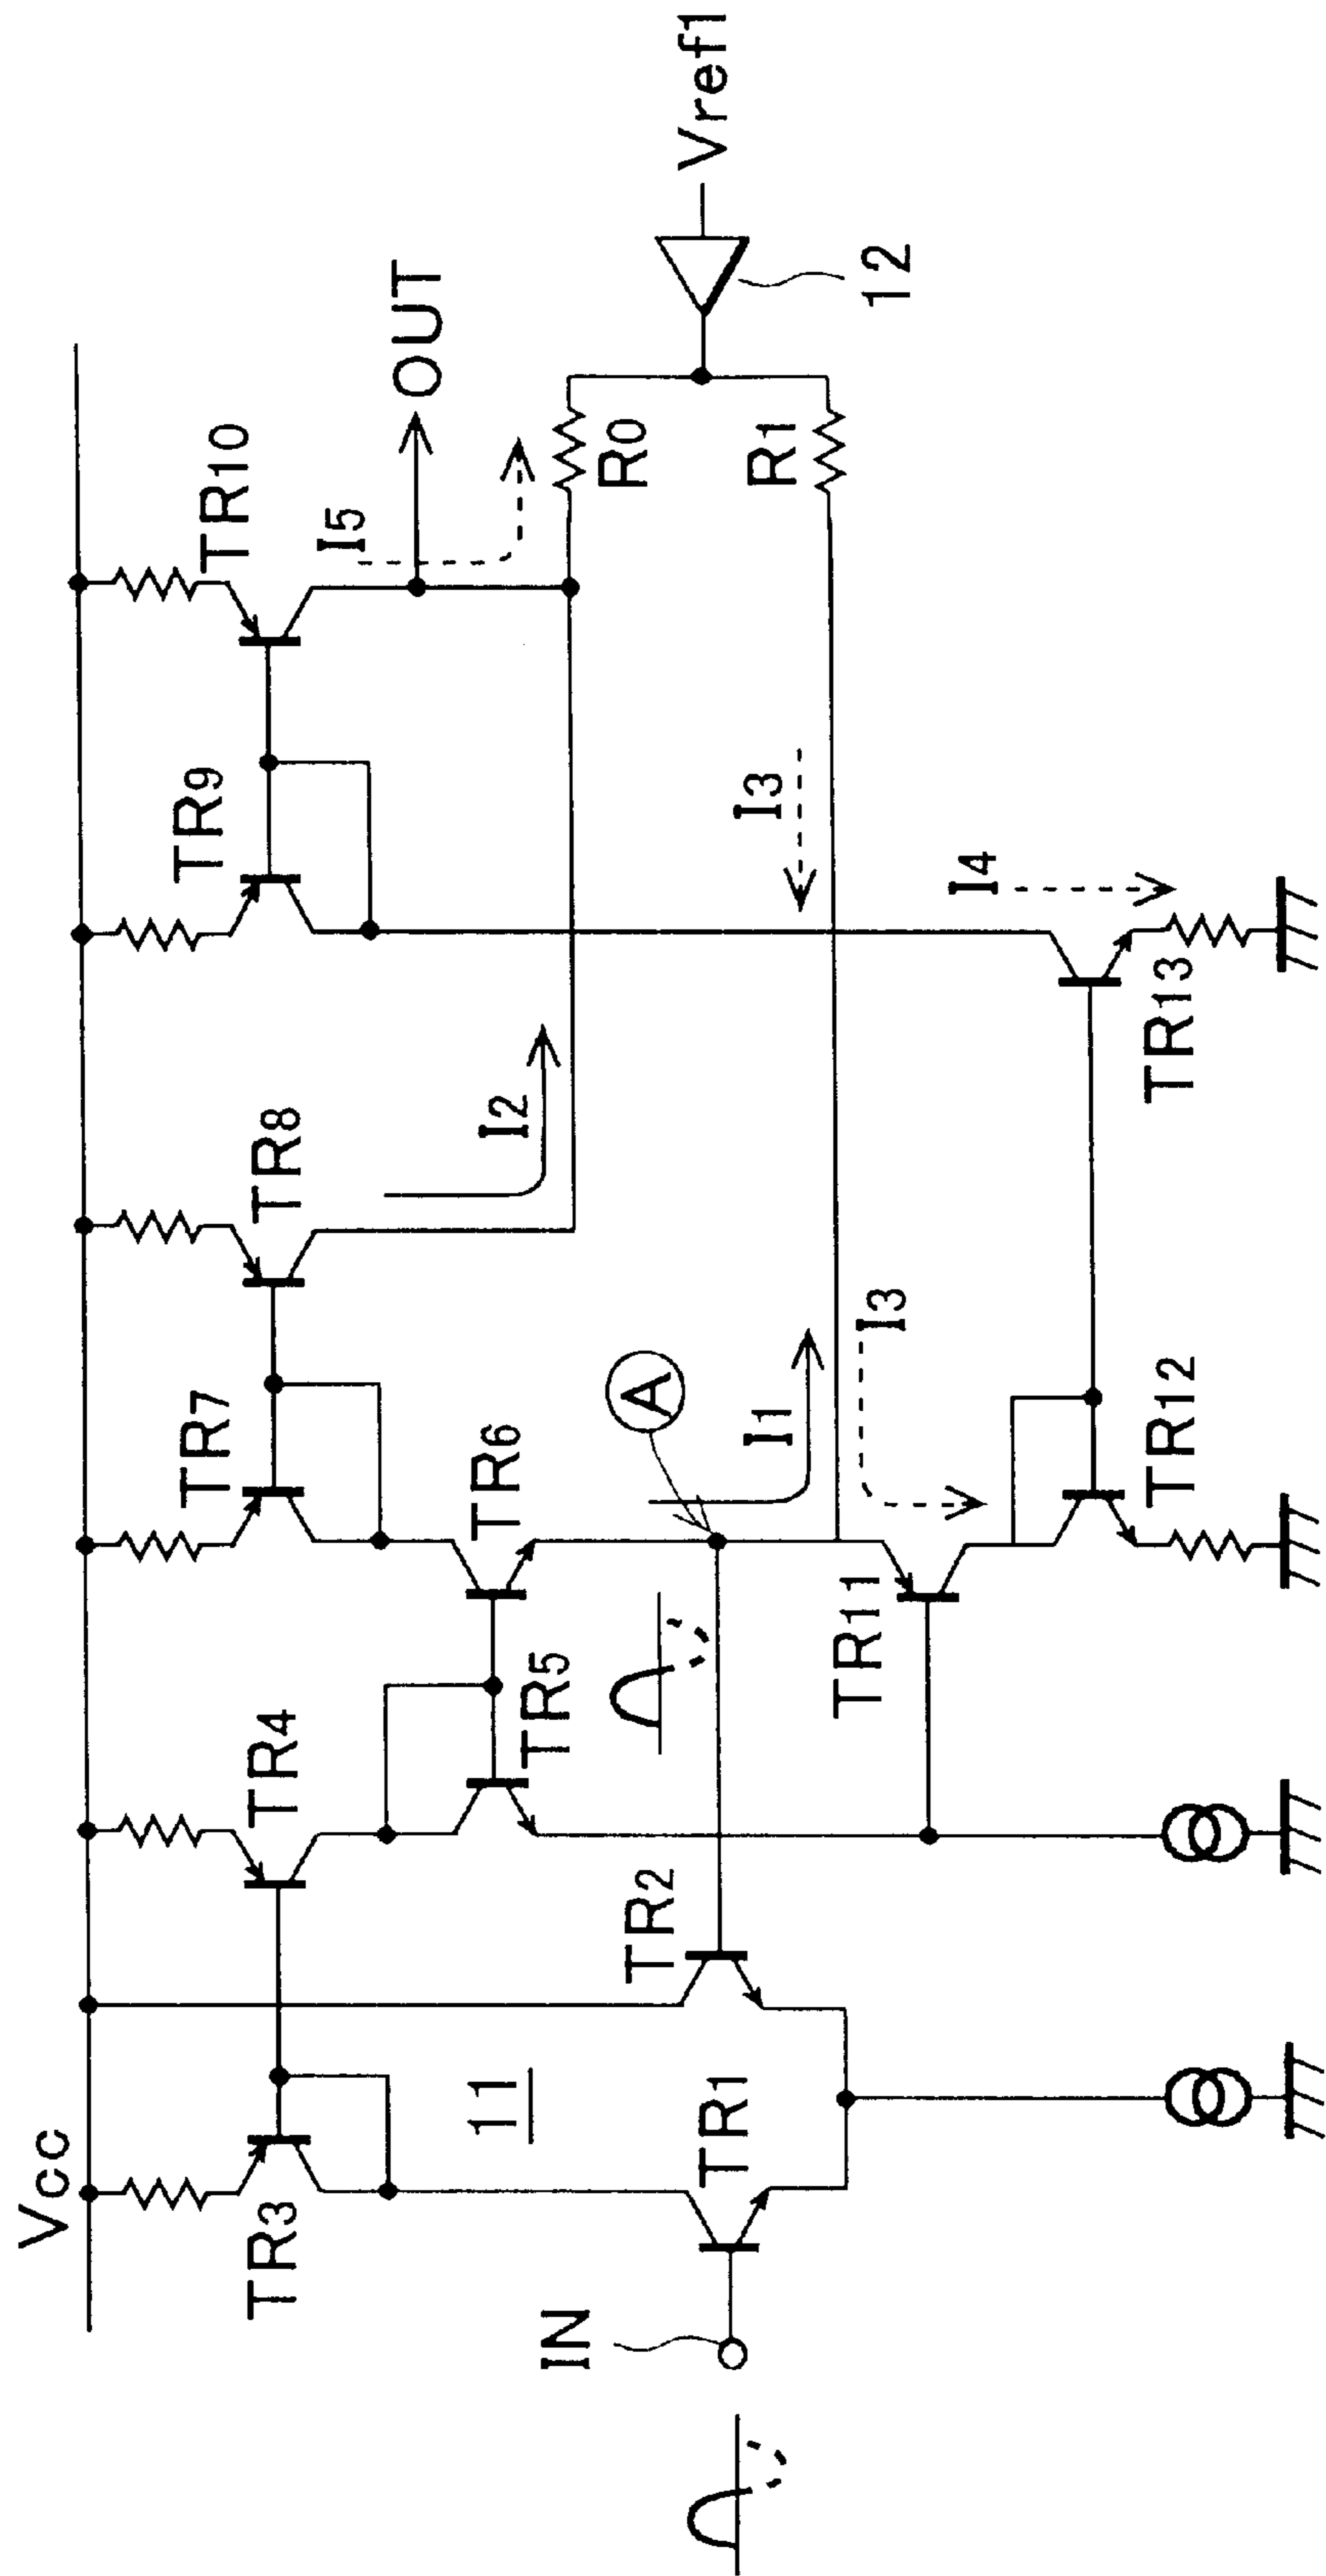 Vcc
TR3
TR4
TR7
TR8
TR9
TR10
I5
OUT
11
TR5
TR6
I2
IN
TR1
TR2
A
I1
I3
R0
R1
Vref1
12
TR11
I3
I4
TR12
TR13